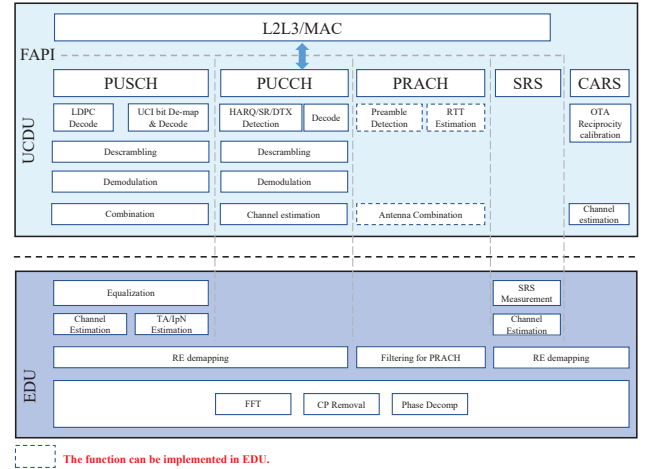 L2L3/MAC
FAPI
UCDU
PUSCH
PUCCH
PRACH
SRS
CARS
LDPC
Decode
UCI bit De-map
& Decode
HARQ/SR/DTX
Detection
Decode
Preamble
Detection
RTT
Estimation
OTA
Reciprocity
calibration
Descrambling
Descrambling
Demodulation
Demodulation
Combination
Channel estimation
Antenna Combination
Channel
estimation
EDU
Equalization
SRS
Measurement
Channel
Estimation
TA/IpN
Estimation
Channel
Estimation
RE demapping
Filtering for PRACH
RE demapping
FFT
CP Removal
Phase Decomp
The function can be implemented in EDU.